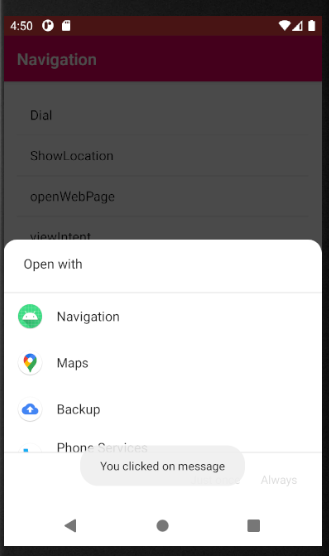 4:50
Navigation
Dial
ShowLocation
openWebPage
viewIntent
Open with
Navigation
Maps
Backup
Phone Services
You clicked on message
Always